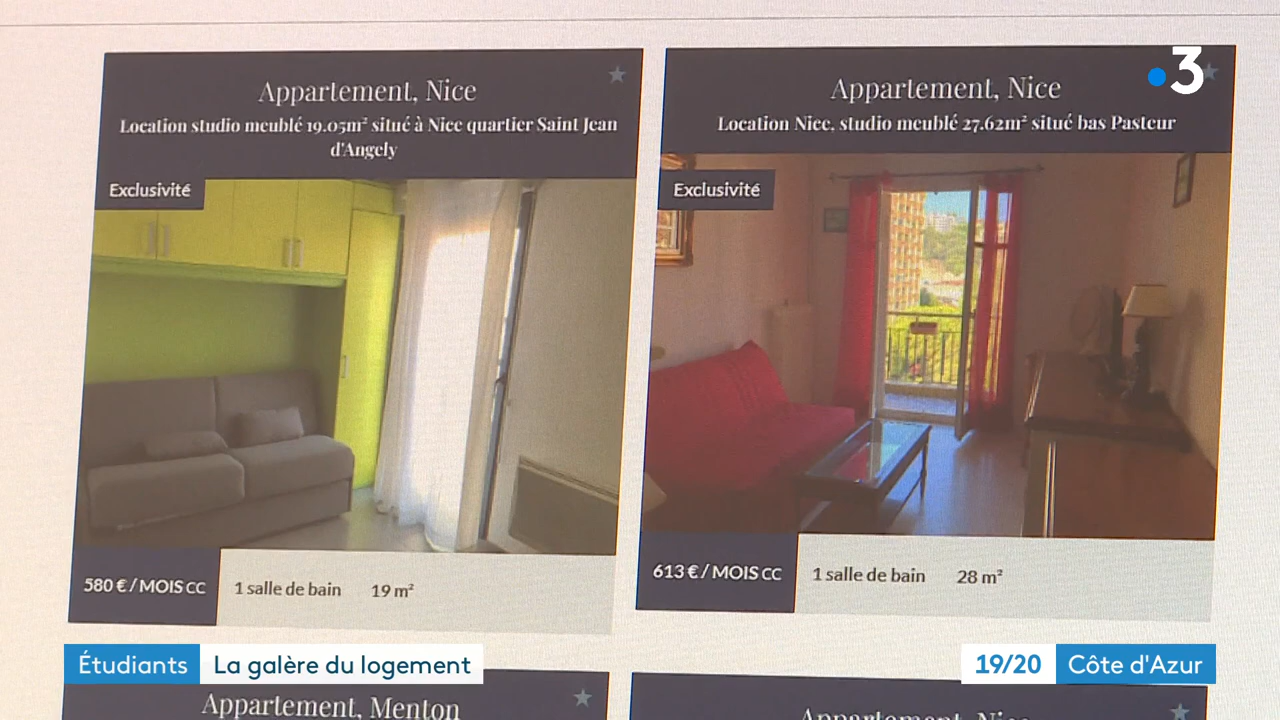 Appartement, Nice
Location studio meublé 19.05m² situé à Nice quartier Saint Jean
d'Angely
Exclusivité
580 € / MOIS CC
1 salle de bain
19 m²
3
Appartement, Nice
Location Nice, studio meublé 27.62m² situé bas Pasteur
Exclusivité
613 € / MOIS CC
1 salle de bain
28 m²
Étudiants
La galère du logement
19/20
Côte d'Azur
Appartement, Menton
Appartement, Nice